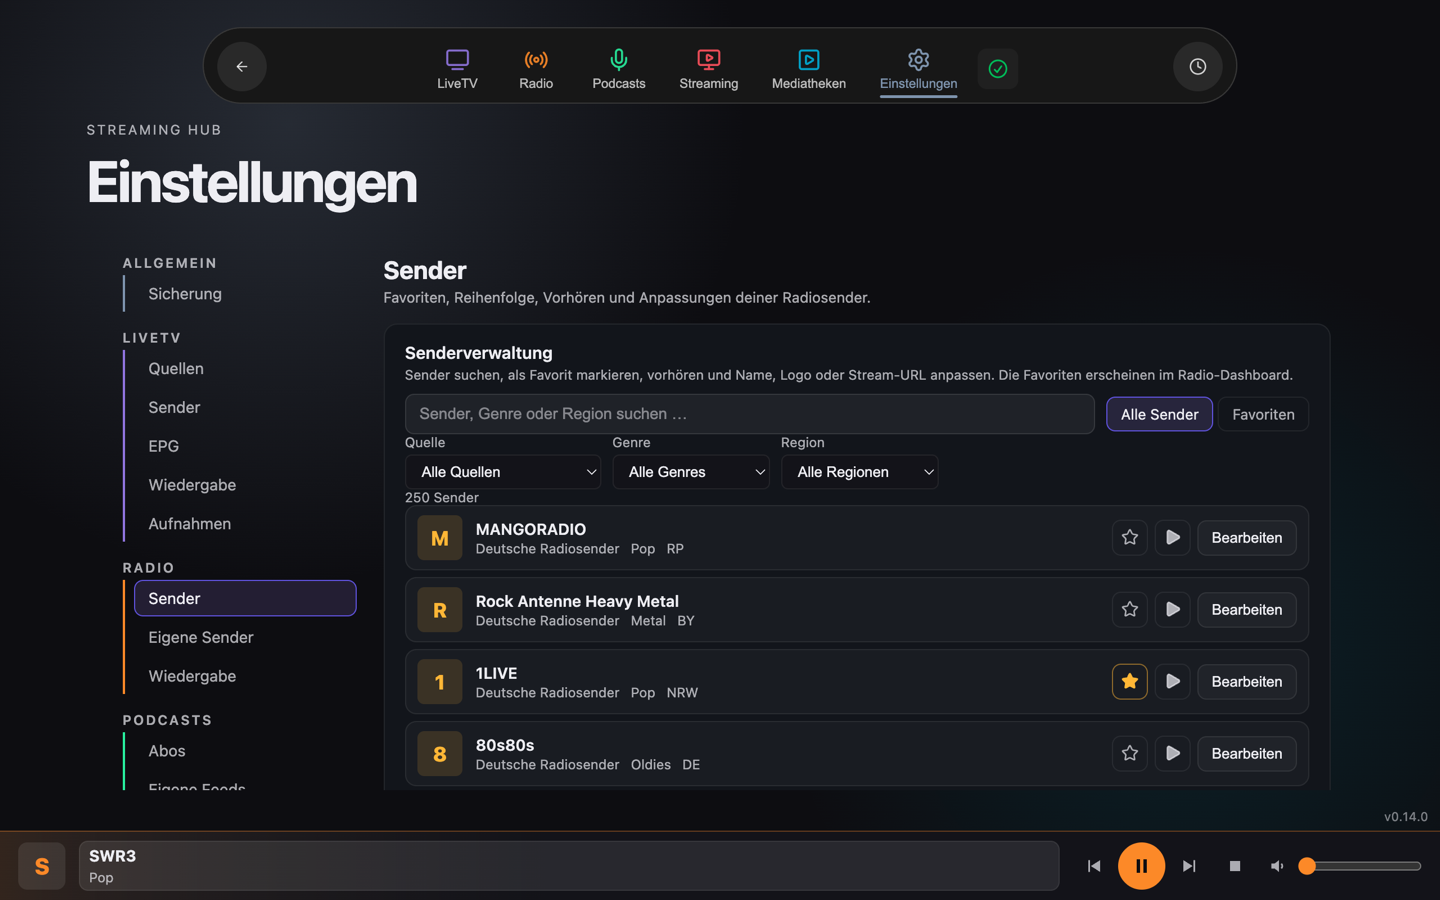 LiveTV
Radio
Podcasts
Streaming
Mediatheken
Einstellungen
STREAMING HUB
Einstellungen
ALLGEMEIN
Sicherung
LIVETV
Quellen
Sender
EPG
Wiedergabe
Aufnahmen
RADIO
Sender
Eigene Sender
Wiedergabe
PODCASTS
Abos
Eigene Feeds
Sender
Favoriten, Reihenfolge, Vorhören und Anpassungen deiner Radiosender.
Senderverwaltung
Sender suchen, als Favorit markieren, vorhören und Name, Logo oder Stream-URL anpassen. Die Favoriten erscheinen im Radio-Dashboard.
Sender, Genre oder Region suchen …
Alle Sender
Favoriten
Quelle
Genre
Region
Alle Quellen
Alle Genres
Alle Regionen
250 Sender
M
MANGORADIO
Deutsche Radiosender Pop RP
Bearbeiten
R
Rock Antenne Heavy Metal
Deutsche Radiosender Metal BY
Bearbeiten
1
1LIVE
Deutsche Radiosender Pop NRW
Bearbeiten
8
80s80s
Deutsche Radiosender Oldies DE
Bearbeiten
v0.14.0
S
SWR3
Pop